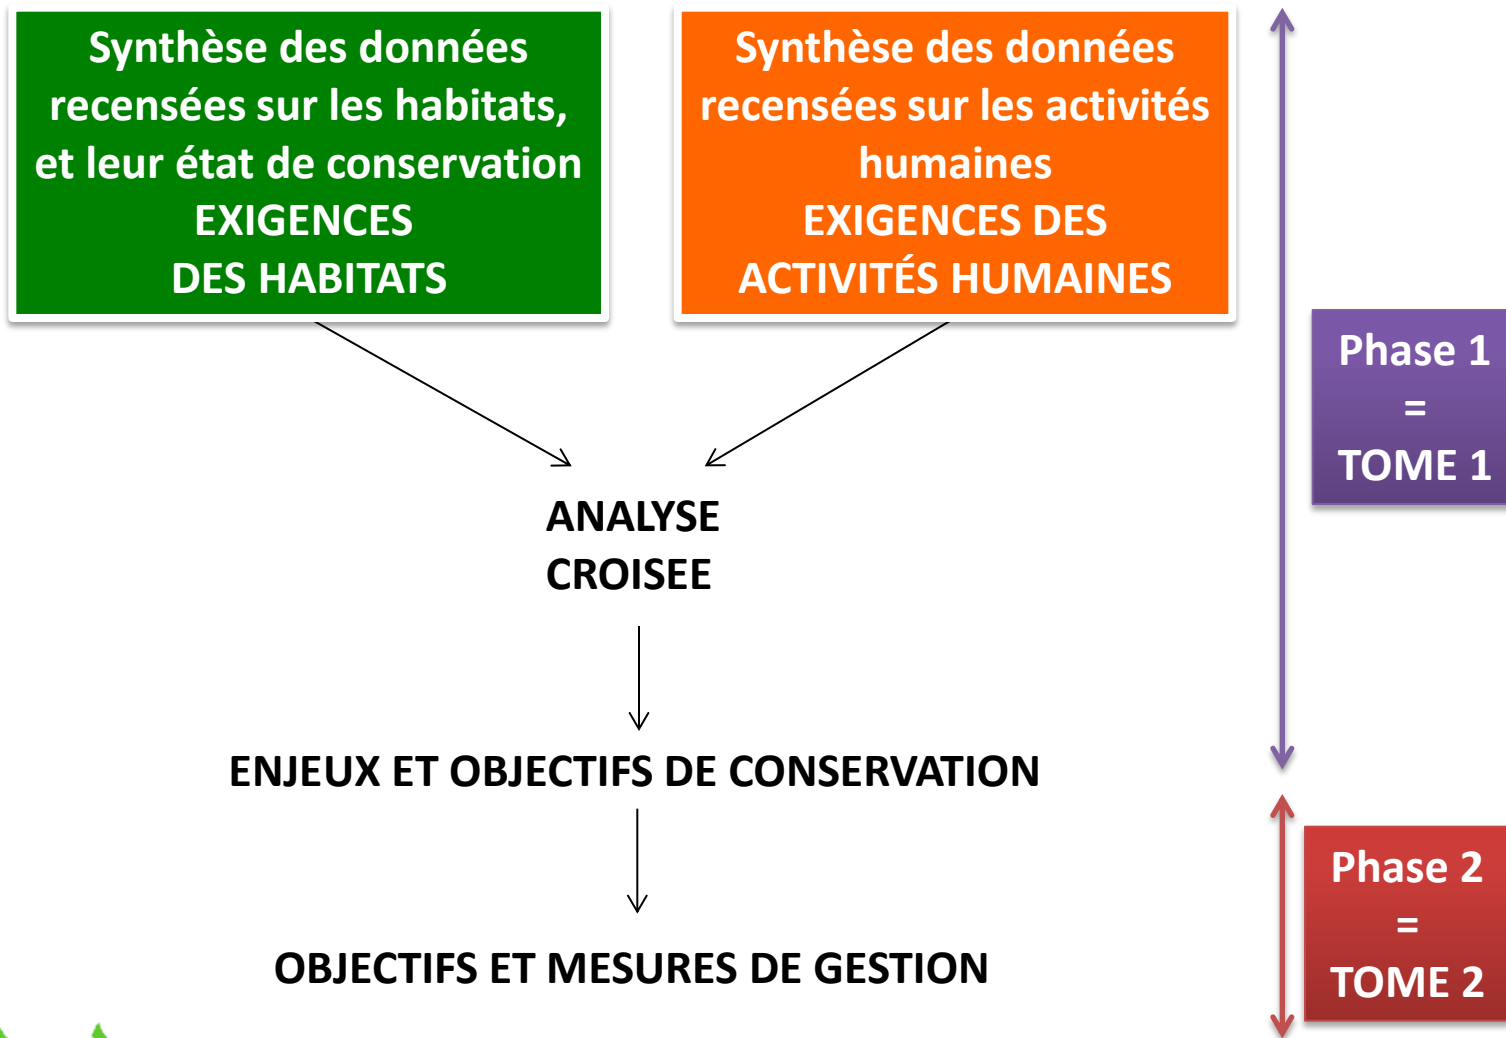 Synthèse des données
recensées sur les habitats,
et leur état de conservation
EXIGENCES
DES HABITATS
Synthèse des données
recensées sur les activités
humaines
EXIGENCES DES
ACTIVITÉS HUMAINES
Phase 1
=
TOME 1
ANALYSE
CROISEE
ENJEUX ET OBJECTIFS DE CONSERVATION
Phase 2
=
TOME 2
OBJECTIFS ET MESURES DE GESTION